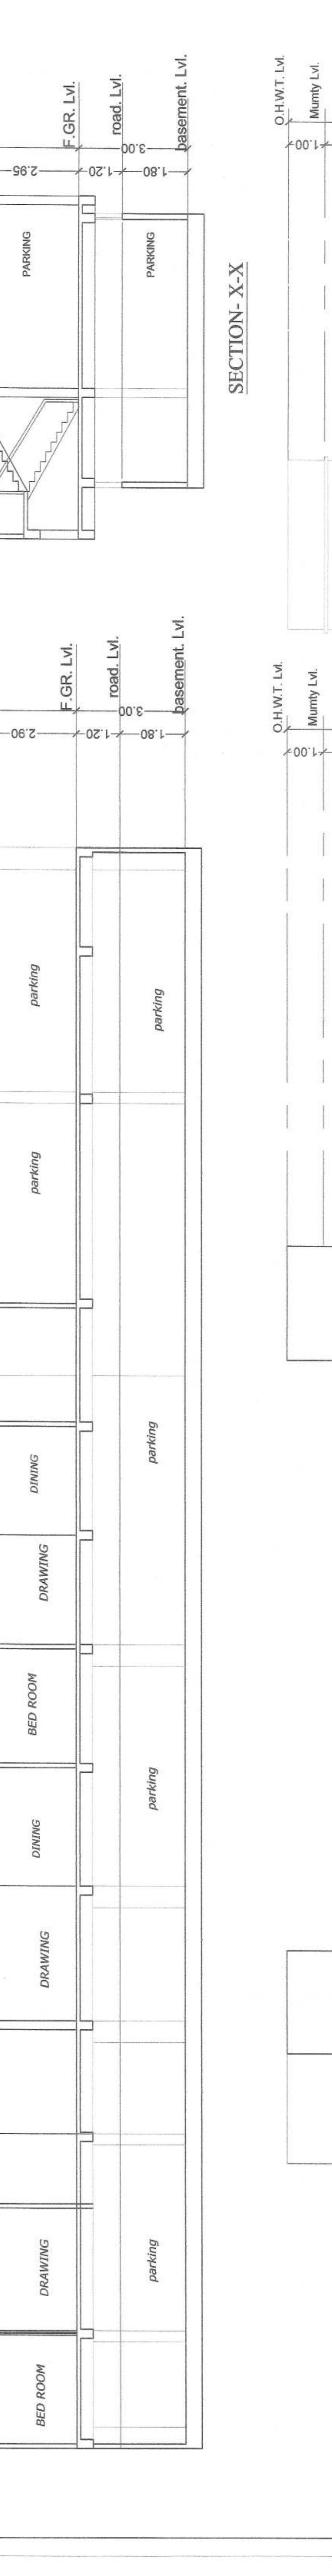 F.GR. Lvl.
road. Lvl.
basement. Lvl.
3.00
2.95
1.20
1.80
PARKING
PARKING
SECTION- X-X
O.H.W.T. Lvl.
Mumty Lvl.
1.00
F.GR. Lvl.
road. Lvl.
basement. Lvl.
3.00
2.90
1.20
1.80
O.H.W.T. Lvl.
Mumty Lvl.
1.00
parking
parking
parking
DINING
parking
DRAWING
BED ROOM
parking
DINING
DRAWING
DRAWING
parking
BED ROOM